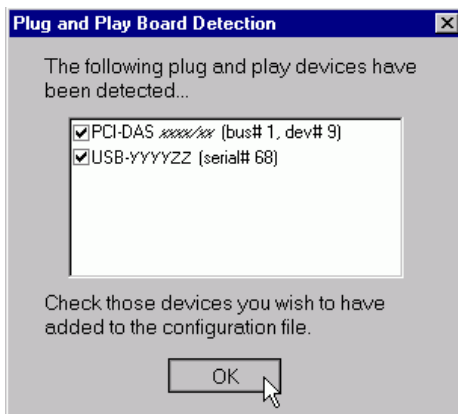 Plug and Play Board Detection
The following plug and play devices have
been detected...
PCI-DAS xxxx/xx (bus# 1, dev# 9)
USB-YYYYZZ (serial# 68)
Check those devices you wish to have
added to the configuration file.
OK